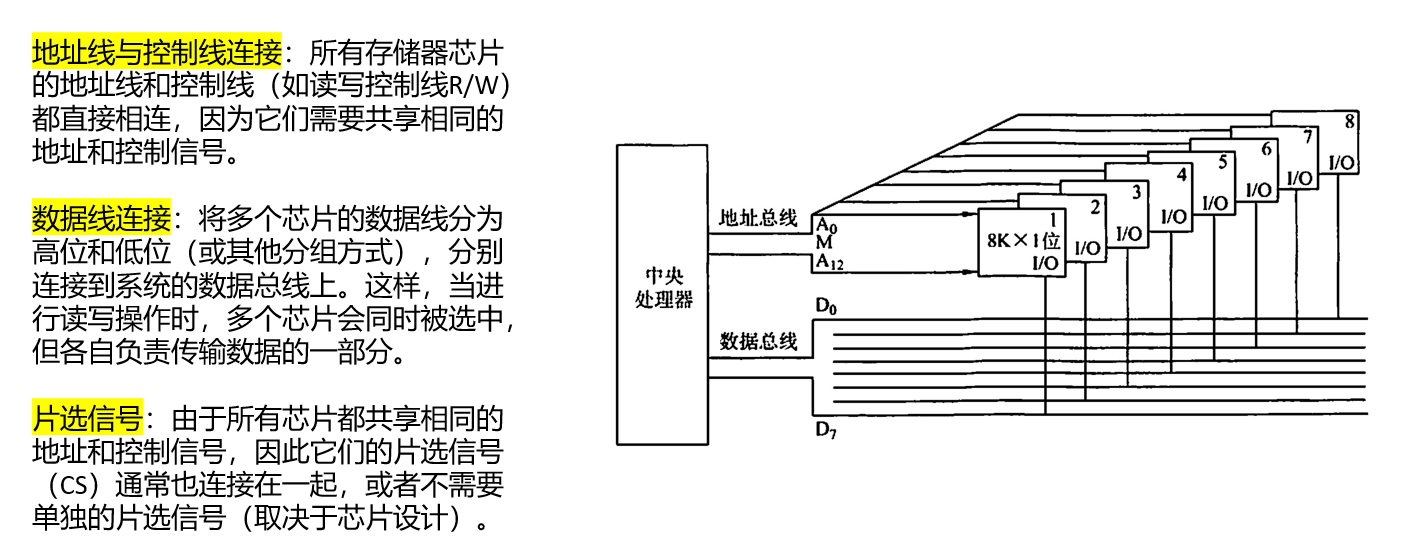 地址线与控制线连接：所有存储器芯片
的地址线和控制线（如读写控制线R/W）
都直接相连，因为它们需要共享相同的
地址和控制信号。
数据线连接：将多个芯片的数据线分为
高位和低位（或其他分组方式），分别
连接到系统的数据总线上。这样，当进
行读写操作时，多个芯片会同时被选中，
但各自负责传输数据的一部分。
片选信号：由于所有芯片都共享相同的
地址和控制信号，因此它们的片选信号
（CS）通常也连接在一起，或者不需要
单独的片选信号（取决于芯片设计）。
中央
处理器
地址总线
A0
M
A12
数据总线
D0
D7
1
8K×1位
I/O
2
I/O
3
I/O
4
I/O
5
I/O
6
I/O
7
I/O
8
I/O